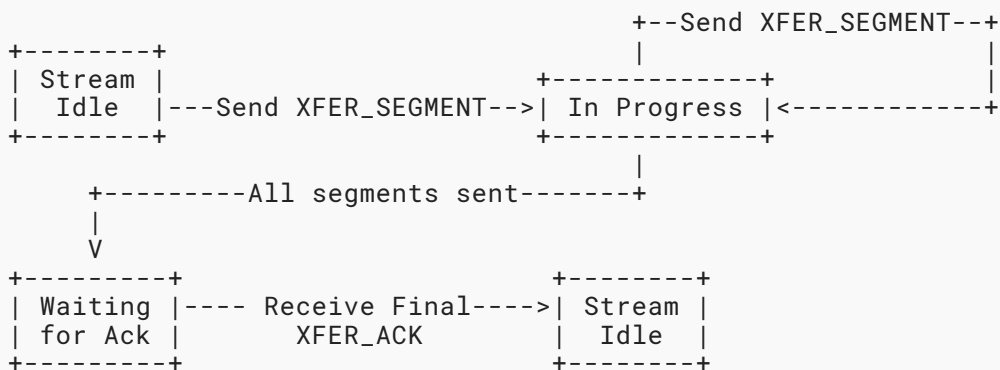 +--Send XFER_SEGMENT--+
+--------+                             |                     |
| Stream |                       +-------------+             |
|  Idle  |---Send XFER_SEGMENT-->| In Progress |<------------+
+--------+                       +-------------+
                                       |
     +---------All segments sent-------+
     |
     V
+---------+                       +--------+
| Waiting |---- Receive Final---->| Stream |
| for Ack |       XFER_ACK        |  Idle  |
+---------+                       +--------+